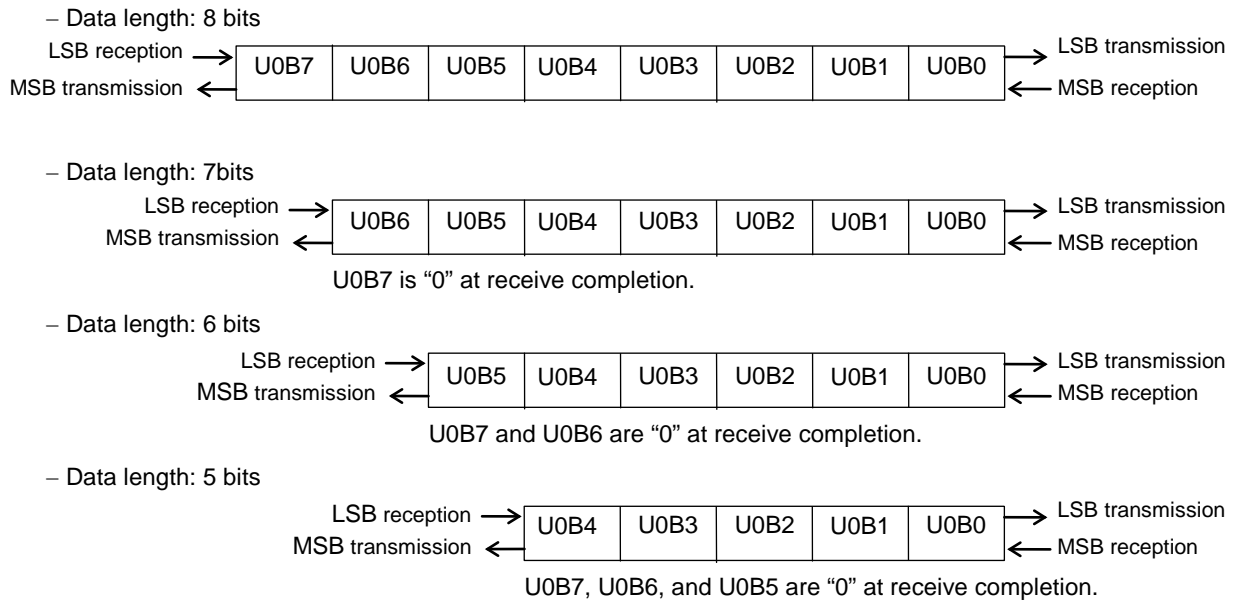 – Data length: 8 bits
LSB reception
LSB transmission
U0B7 U0B6 U0B5 U0B4 U0B3 U0B2 U0B1 U0B0
MSB transmission
MSB reception
– Data length: 7bits
LSB reception
LSB transmission
U0B6 U0B5 U0B4 U0B3 U0B2 U0B1 U0B0
MSB transmission
MSB reception
U0B7 is “0” at receive completion.
– Data length: 6 bits
LSB reception
LSB transmission
U0B5 U0B4 U0B3 U0B2 U0B1 U0B0
MSB transmission
MSB reception
U0B7 and U0B6 are “0” at receive completion.
– Data length: 5 bits
LSB reception
LSB transmission
U0B4 U0B3 U0B2 U0B1 U0B0
MSB transmission
MSB reception
U0B7, U0B6, and U0B5 are “0” at receive completion.